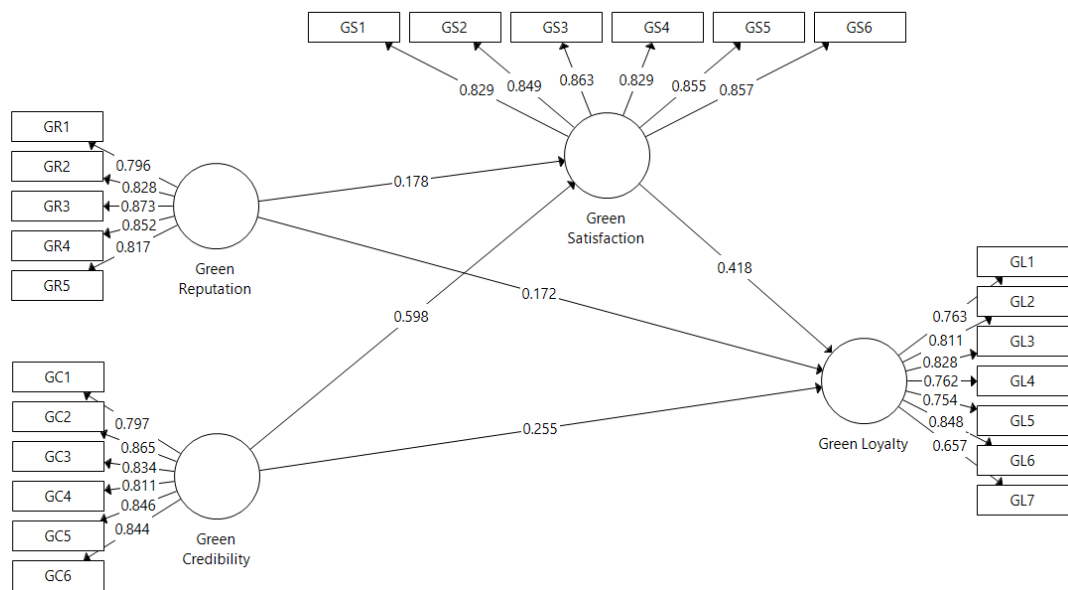 GS1
GS2
GS3
GS4
GS5
GS6
0.829
0.849
0.863
0.829
0.855
0.857
GR1
GR2
GR3
GR4
GR5
0.796
0.828
0.873
0.852
0.817
Green
Reputation
0.178
Green
Satisfaction
0.418
0.172
0.598
0.255
GL1
GL2
GL3
GL4
GL5
GL6
GL7
0.763
0.811
0.828
0.762
0.754
0.848
0.657
Green Loyalty
GC1
GC2
GC3
GC4
GC5
GC6
0.797
0.865
0.834
0.811
0.846
0.844
Green
Credibility